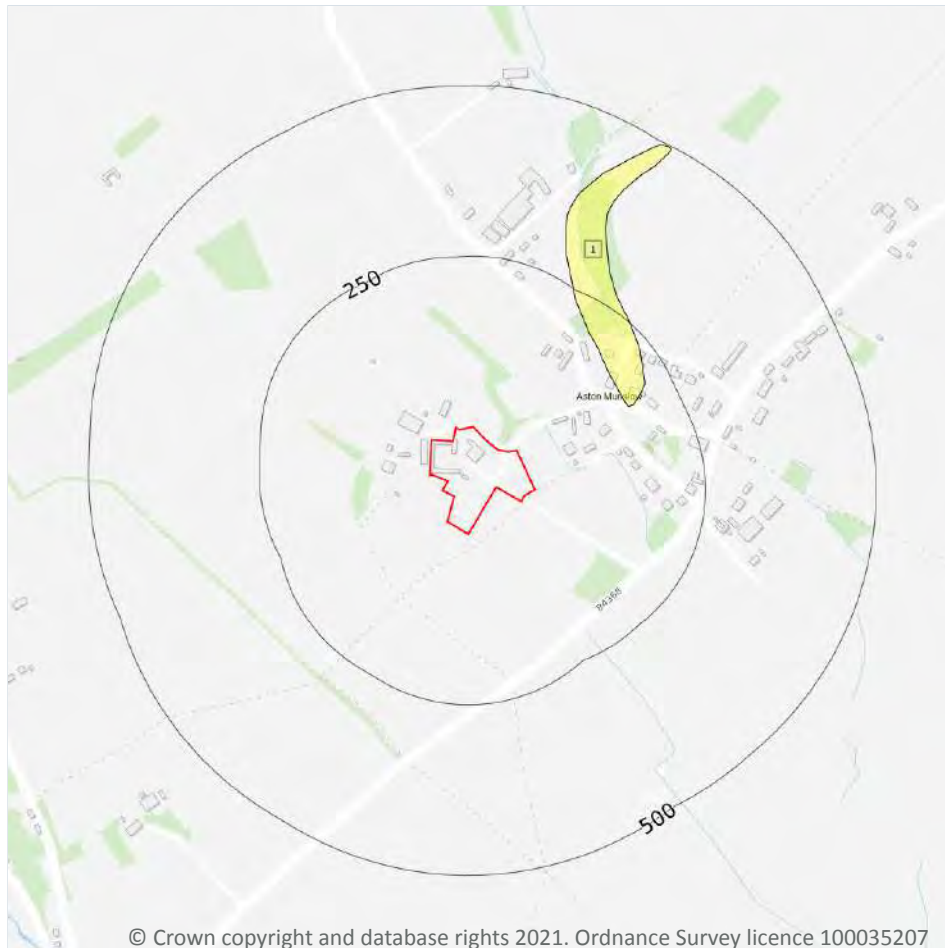 250
1
Aston Munslow
B4368
500
© Crown copyright and database rights 2021. Ordnance Survey licence 100035207